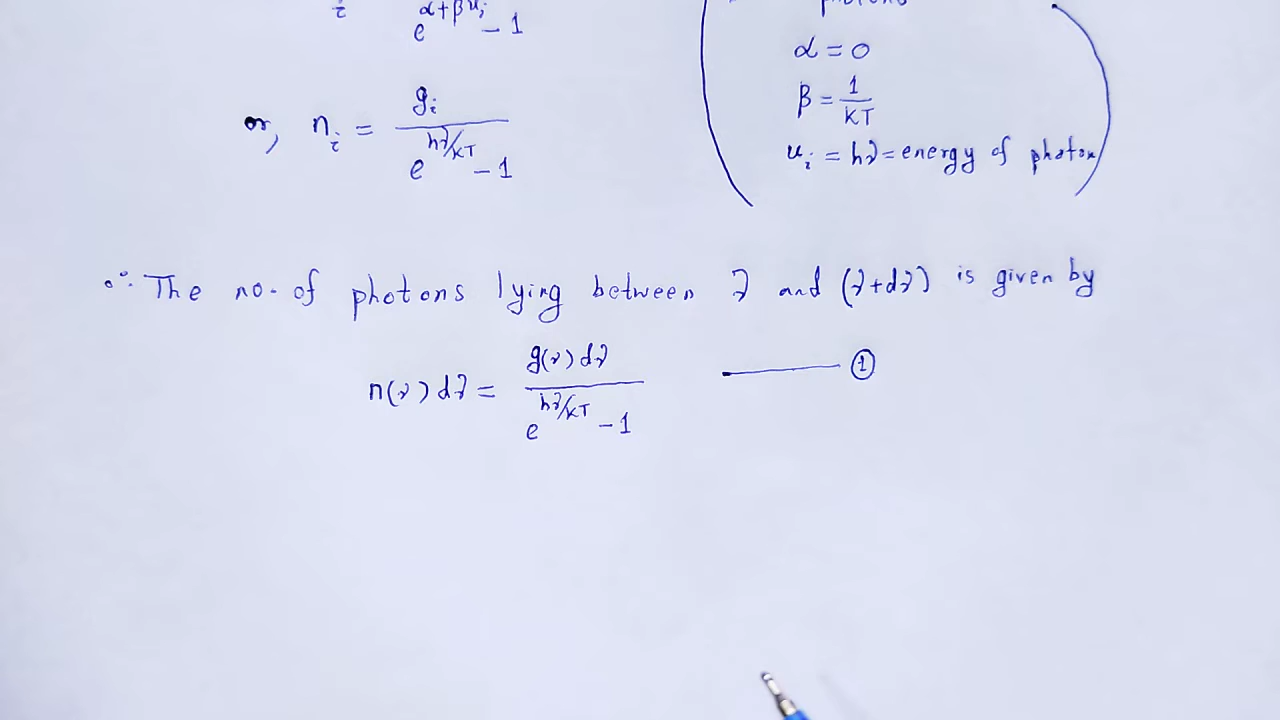 i e^{α+βu_i} - 1
α = 0
β = 1/KT
or, n_i = g_i / (e^{hν/KT} - 1)
u_i = hν = energy of photon
∴ The no. of photons lying between ν and (ν+dν) is given by
n(ν) dν = g(ν) dν / (e^{hν/KT} - 1) ——— ①